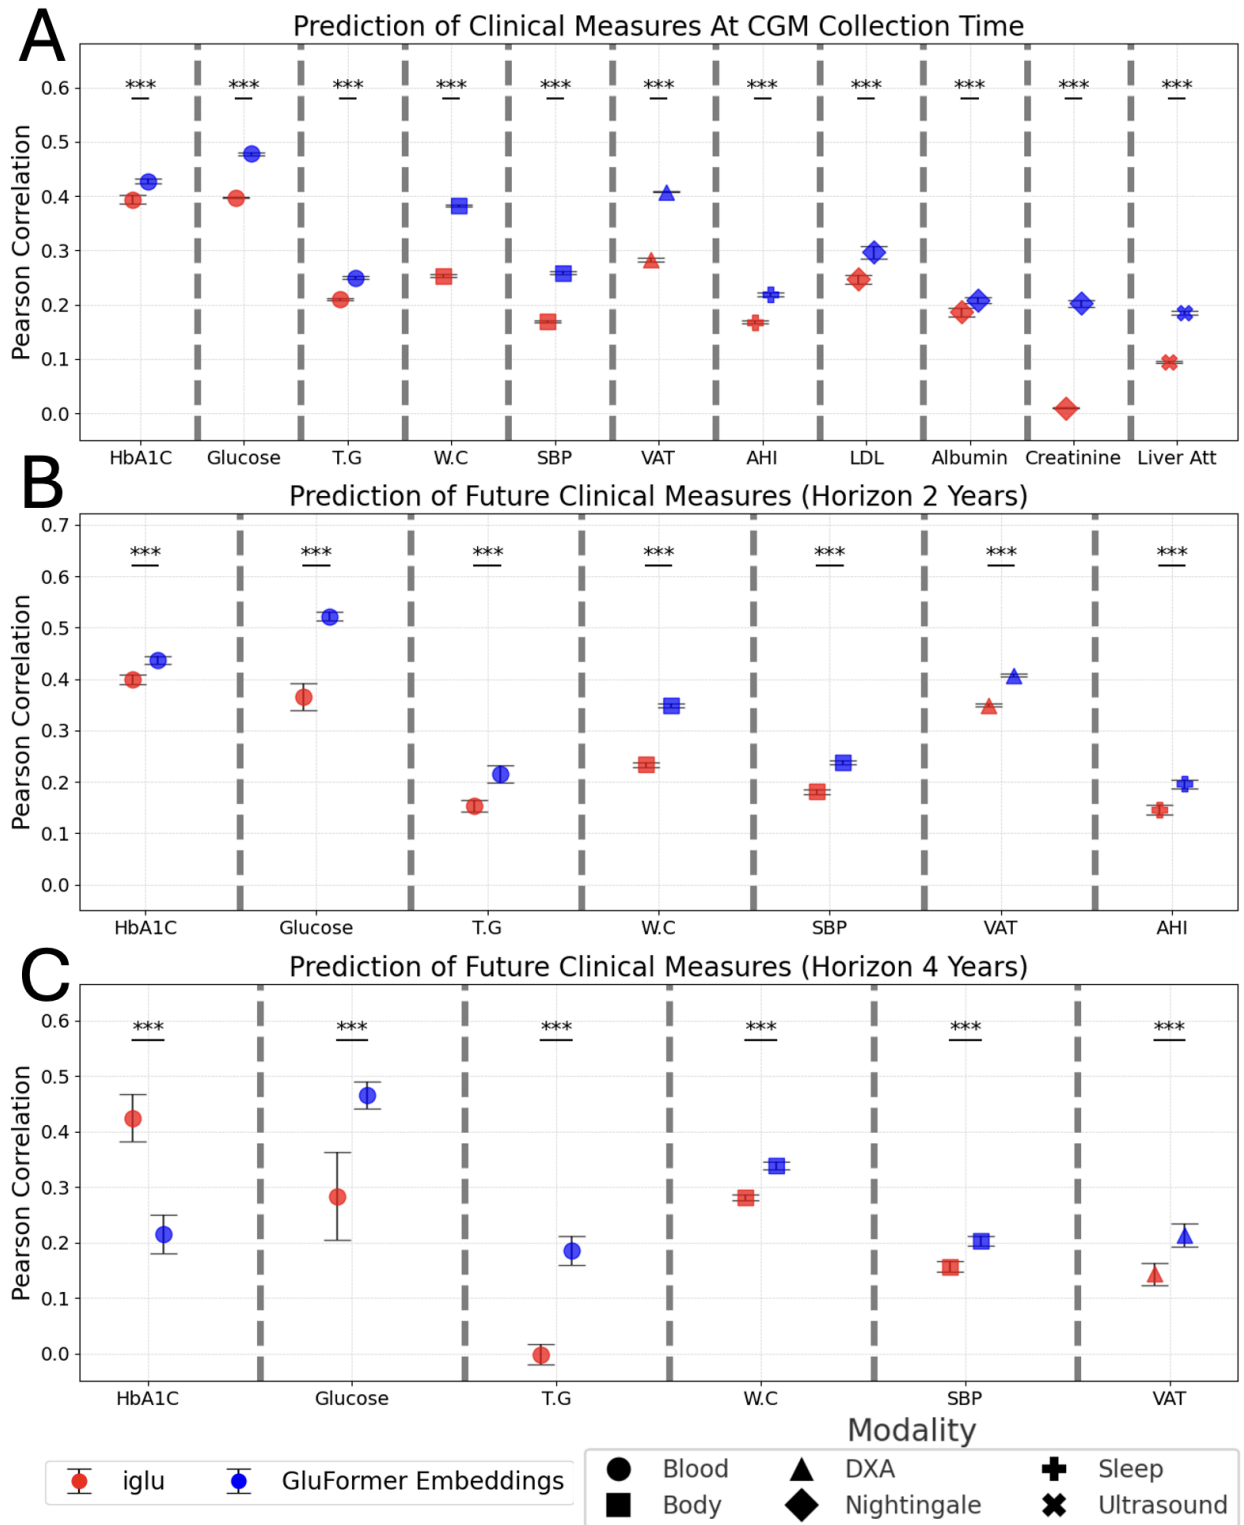 A
Prediction of Clinical Measures At CGM Collection Time
*** *** *** *** *** *** *** *** *** *** ***
Pearson Correlation
0.6
0.5
0.4
0.3
0.2
0.1
0.0
HbA1C Glucose T.G W.C SBP VAT AHI LDL Albumin Creatinine Liver Att
B
Prediction of Future Clinical Measures (Horizon 2 Years)
*** *** *** *** *** *** ***
Pearson Correlation
0.7
0.6
0.5
0.4
0.3
0.2
0.1
0.0
HbA1C Glucose T.G W.C SBP VAT AHI
C
Prediction of Future Clinical Measures (Horizon 4 Years)
*** *** *** *** *** ***
Pearson Correlation
0.6
0.5
0.4
0.3
0.2
0.1
0.0
HbA1C Glucose T.G W.C SBP VAT
iglu GluFormer Embeddings
Modality
Blood DXA Sleep
Body Nightingale Ultrasound